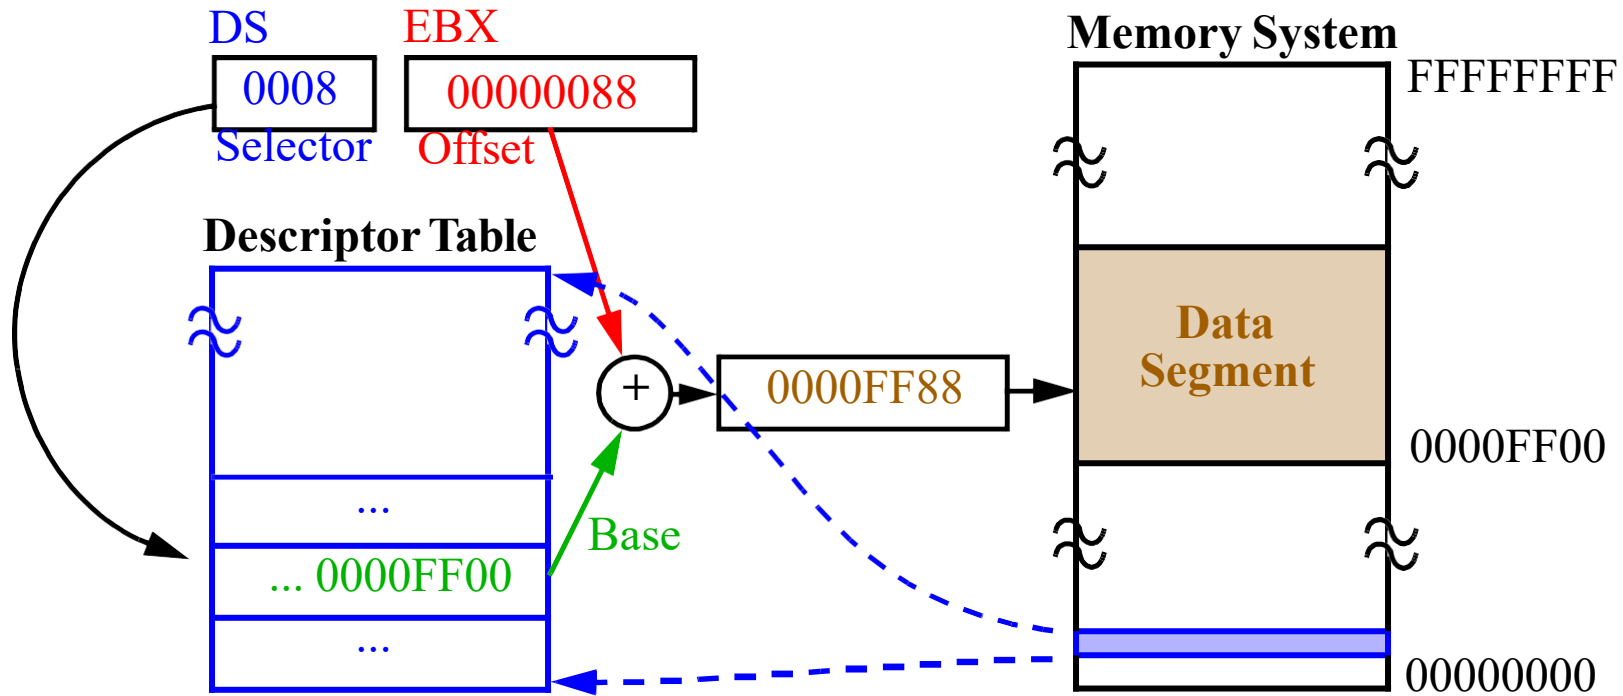 DS
EBX
0008
00000088
Selector
Offset
Descriptor Table
...
... 0000FF00
...
+
Base
0000FF88
Memory System
FFFFFFFF
Data
Segment
0000FF00
00000000